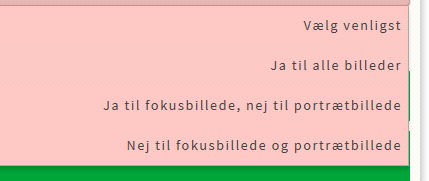 Vælg venligst
Ja til alle billeder
Ja til fokusbillede, nej til portrætbillede
Nej til fokusbillede og portrætbillede